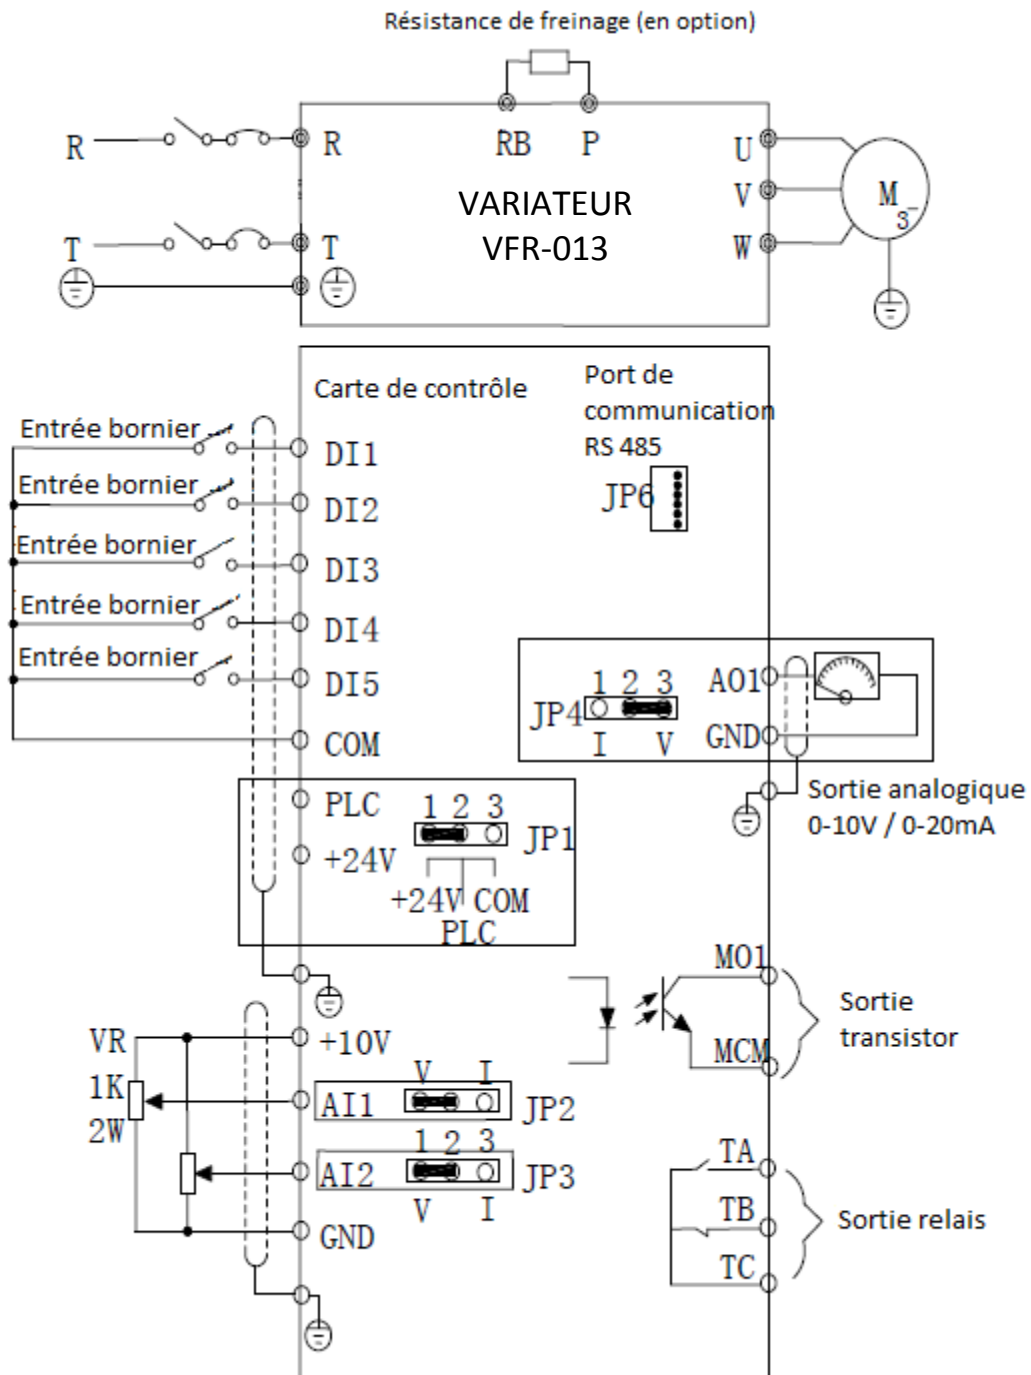 Résistance de freinage (en option)
R
R
RB
P
U
VARIATEUR
VFR-013
V
M
3~
T
T
W
Carte de contrôle
Port de
communication
RS 485
JP6
Entrée bornier
DI1
Entrée bornier
DI2
Entrée bornier
DI3
Entrée bornier
DI4
Entrée bornier
DI5
COM
1 2 3
JP4
I V
AO1
GND
Sortie analogique
0-10V / 0-20mA
PLC
+24V
1 2 3
JP1
+24V COM
PLC
MO1
MCM
Sortie
transistor
VR
1K
2W
+10V
V I
AI1
JP2
1 2 3
AI2
JP3
V I
GND
TA
TB
TC
Sortie relais